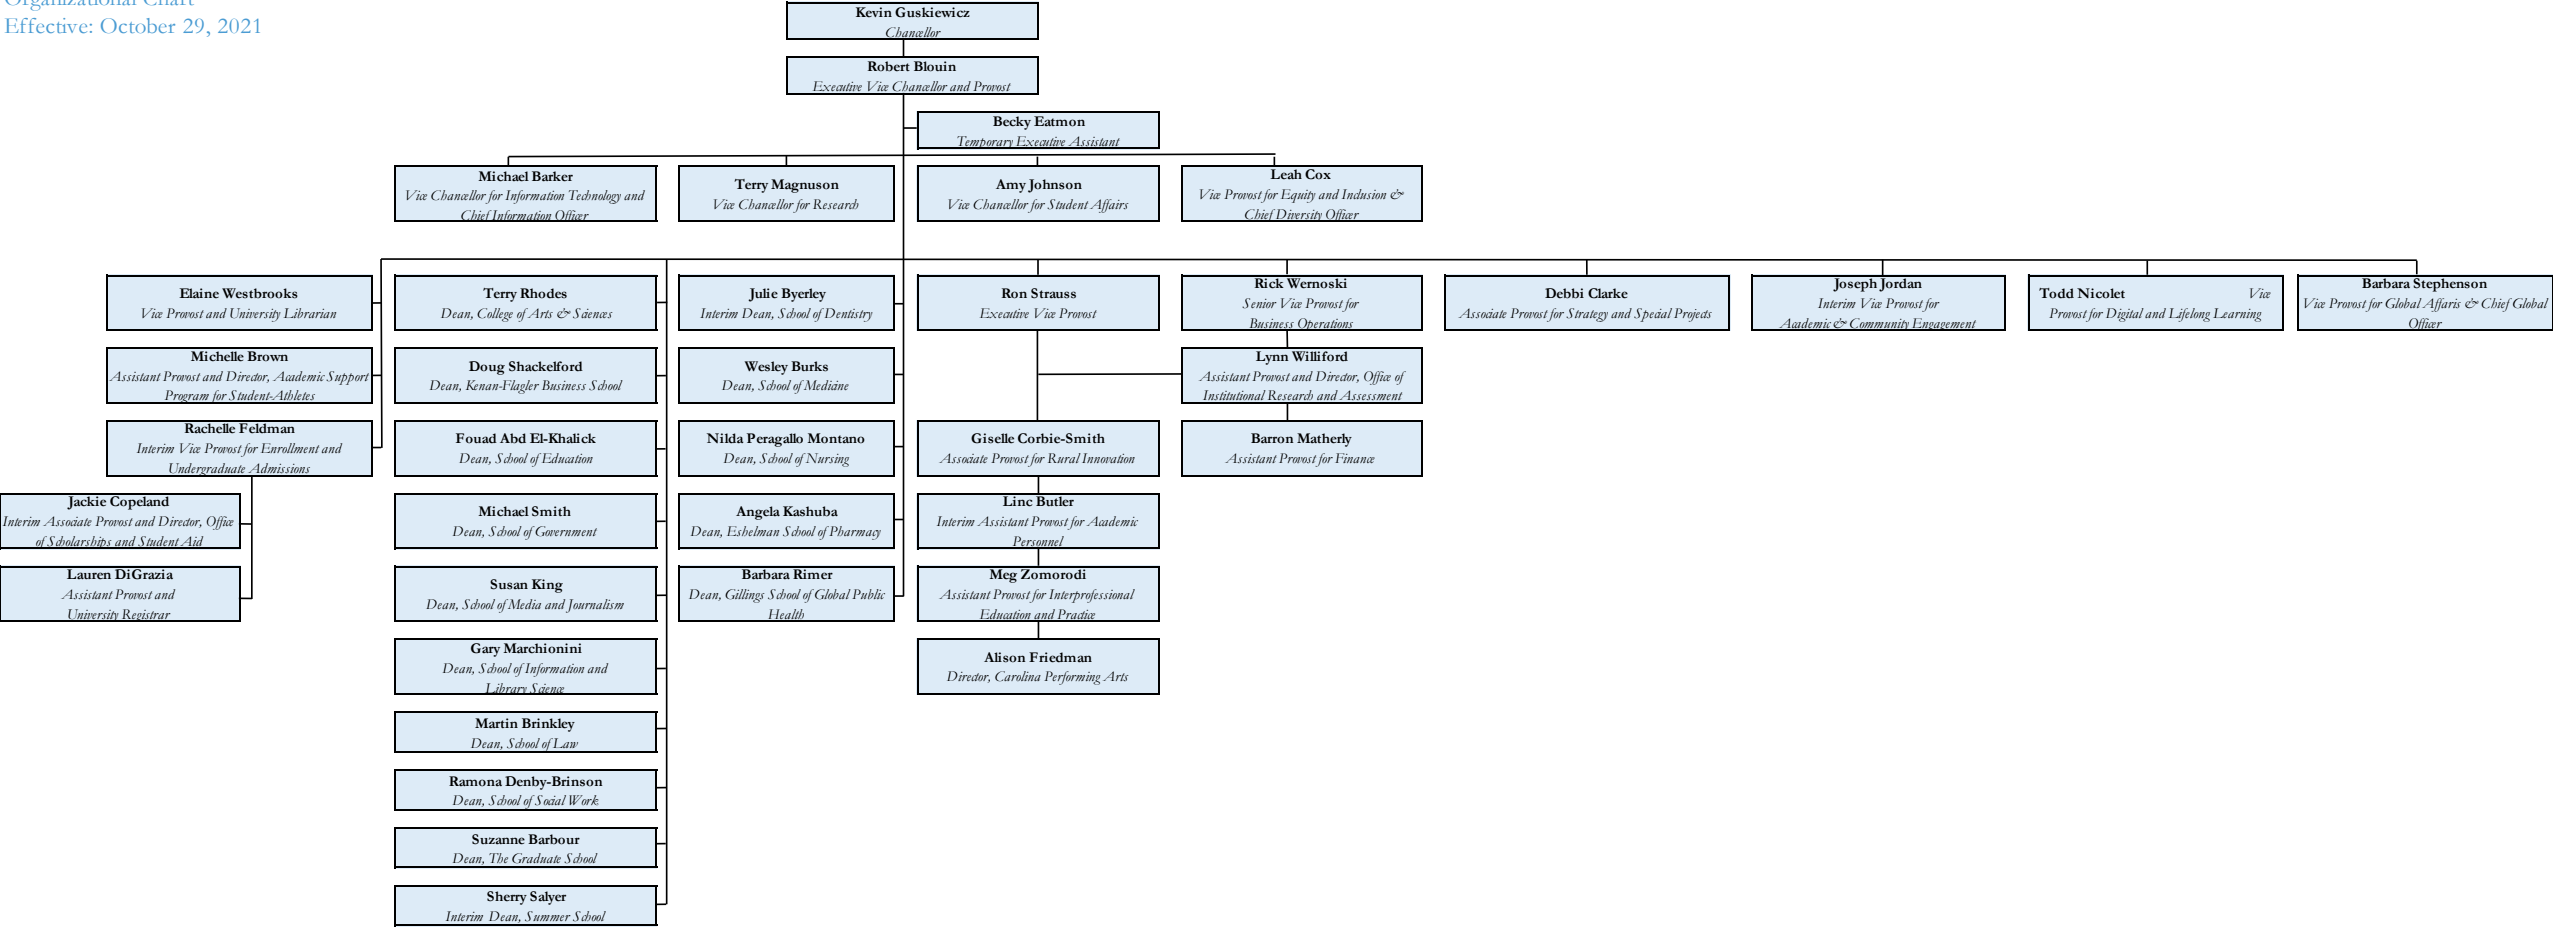 Organizational Chart
Effective: October 29, 2021
Kevin Guskiewicz
Chancellor
Robert Blouin
Executive Vice Chancellor and Provost
Becky Eatmon
Temporary Executive Assistant
Michael Barker
Vice Chancellor for Information Technology and
Chief Information Officer
Terry Magnuson
Vice Chancellor for Research
Amy Johnson
Vice Chancellor for Student Affairs
Leah Cox
Vice Provost for Equity and Inclusion &
Chief Diversity Officer
Elaine Westbrooks
Vice Provost and University Librarian
Terry Rhodes
Dean, College of Arts & Sciences
Julie Byerley
Interim Dean, School of Dentistry
Ron Strauss
Executive Vice Provost
Rick Wernoski
Senior Vice Provost for
Business Operations
Debbi Clarke
Associate Provost for Strategy and Special Projects
Joseph Jordan
Interim Vice Provost for
Academic & Community Engagement
Todd Nicolet Vice
Provost for Digital and Lifelong Learning
Barbara Stephenson
Vice Provost for Global Affaris & Chief Global
Officer
Michelle Brown
Assistant Provost and Director, Academic Support
Program for Student-Athletes
Doug Shackelford
Dean, Kenan-Flagler Business School
Wesley Burks
Dean, School of Medicine
Lynn Williford
Assistant Provost and Director, Office of
Institutional Research and Assessment
Rachelle Feldman
Interim Vice Provost for Enrollment and
Undergraduate Admissions
Fouad Abd El-Khalick
Dean, School of Education
Nilda Peragallo Montano
Dean, School of Nursing
Giselle Corbie-Smith
Associate Provost for Rural Innovation
Barron Matherly
Assistant Provost for Finance
Jackie Copeland
Interim Associate Provost and Director, Office
of Scholarships and Student Aid
Michael Smith
Dean, School of Government
Angela Kashuba
Dean, Eshelman School of Pharmacy
Linc Butler
Interim Assistant Provost for Academic
Personnel
Lauren DiGrazia
Assistant Provost and
University Registrar
Susan King
Dean, School of Media and Journalism
Barbara Rimer
Dean, Gillings School of Global Public
Health
Meg Zomorodi
Assistant Provost for Interprofessional
Education and Practice
Gary Marchionini
Dean, School of Information and
Library Science
Alison Friedman
Director, Carolina Performing Arts
Martin Brinkley
Dean, School of Law
Ramona Denby-Brinson
Dean, School of Social Work
Suzanne Barbour
Dean, The Graduate School
Sherry Salyer
Interim Dean, Summer School